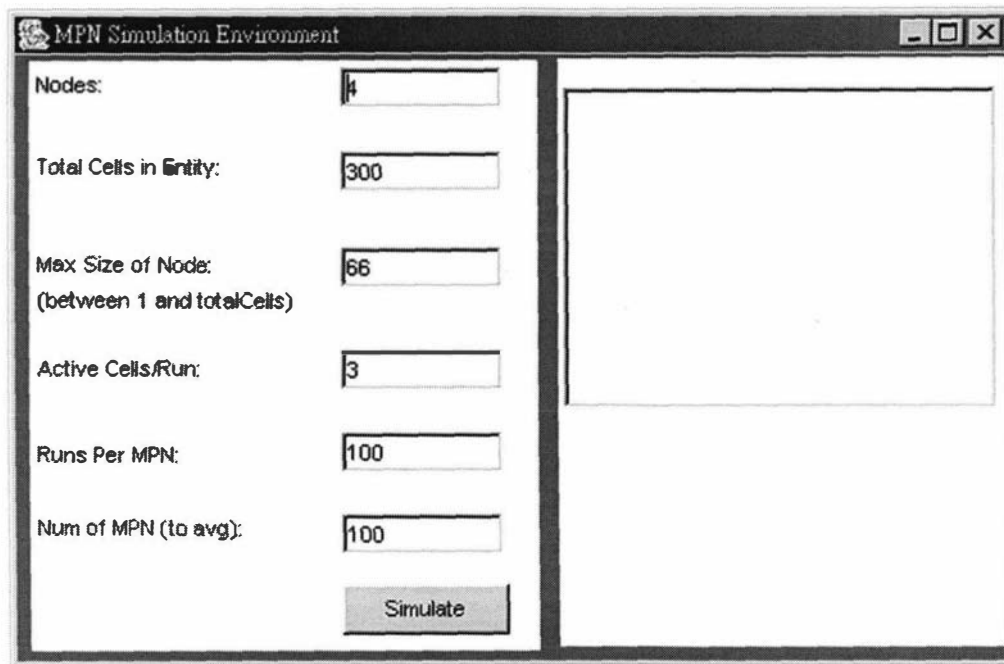 MPN Simulation Environment
Nodes: 4
Total Cells in Entity: 300
Max Size of Node: 66
(between 1 and totalCells)
Active Cells/Run: 3
Runs Per MPN: 100
Num of MPN (to avg): 100
Simulate